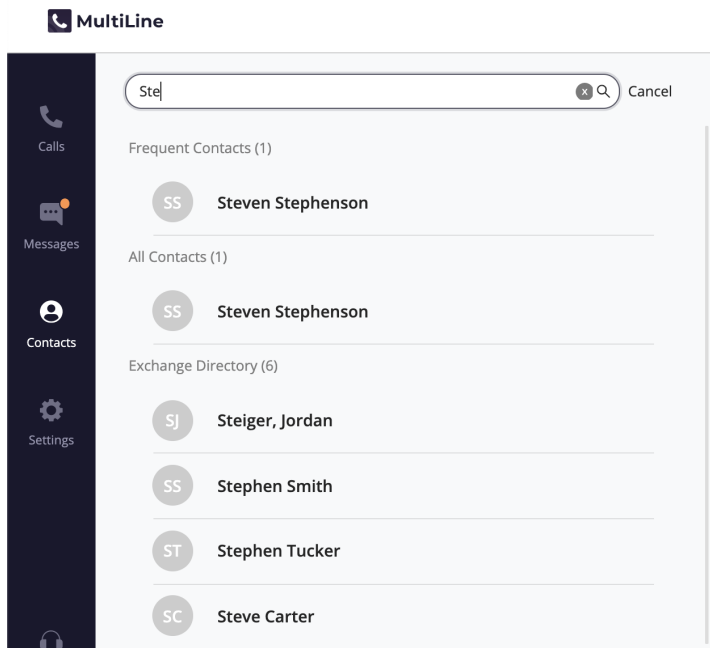 MultiLine
Ste
x
Cancel
Calls
Messages
Contacts
Settings
Frequent Contacts (1)
SS
Steven Stephenson
All Contacts (1)
SS
Steven Stephenson
Exchange Directory (6)
SJ
Steiger, Jordan
SS
Stephen Smith
ST
Stephen Tucker
SC
Steve Carter